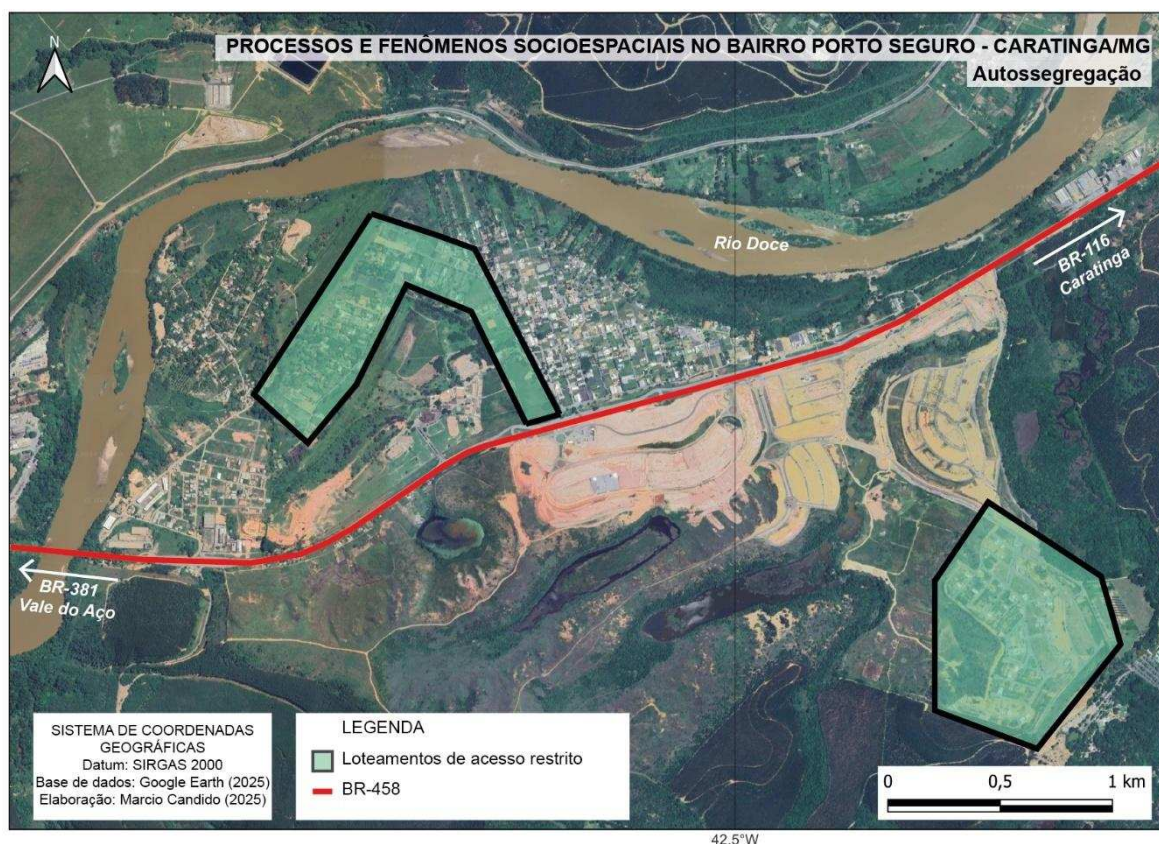 PROCESSOS E FENÔMENOS SOCIOESPACIAIS NO BAIRRO PORTO SEGURO - CARATINGA/MG
Autossegregação
N
Rio Doce
BR-116
Caratinga
BR-381
Vale do Aço
SISTEMA DE COORDENADAS
GEOGRÁFICAS
Datum: SIRGAS 2000
Base de dados: Google Earth (2025)
Elaboração: Marcio Candido (2025)
LEGENDA
Loteamentos de acesso restrito
BR-458
0 0,5 1 km
42.5°W